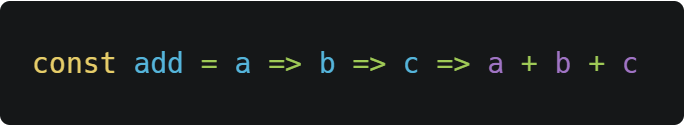 const add = a => b => c => a + b + c